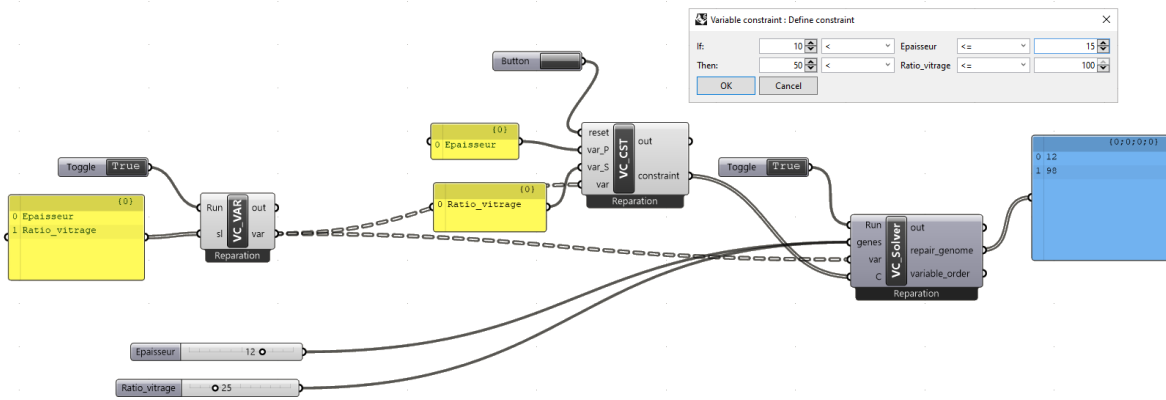 Variable constraint : Define constraint
If: 10 < Epaisseur <= 15
Then: 50 < Ratio_vitrage <= 100
OK Cancel
Button
{0}
0 Epaisseur
reset
var_P
var_S
var
VC_CST
out
constraint
Reparation
{0}
0 Ratio_vitrage
Toggle True
{0}
0 Epaisseur
1 Ratio_vitrage
Run
sl
VC_VAR
out
var
Reparation
Toggle True
Run
genes
var
C
VC_Solver
out
repair_genome
variable_order
Reparation
{0;0;0;0}
0 12
1 98
Epaisseur 12
Ratio_vitrage 25